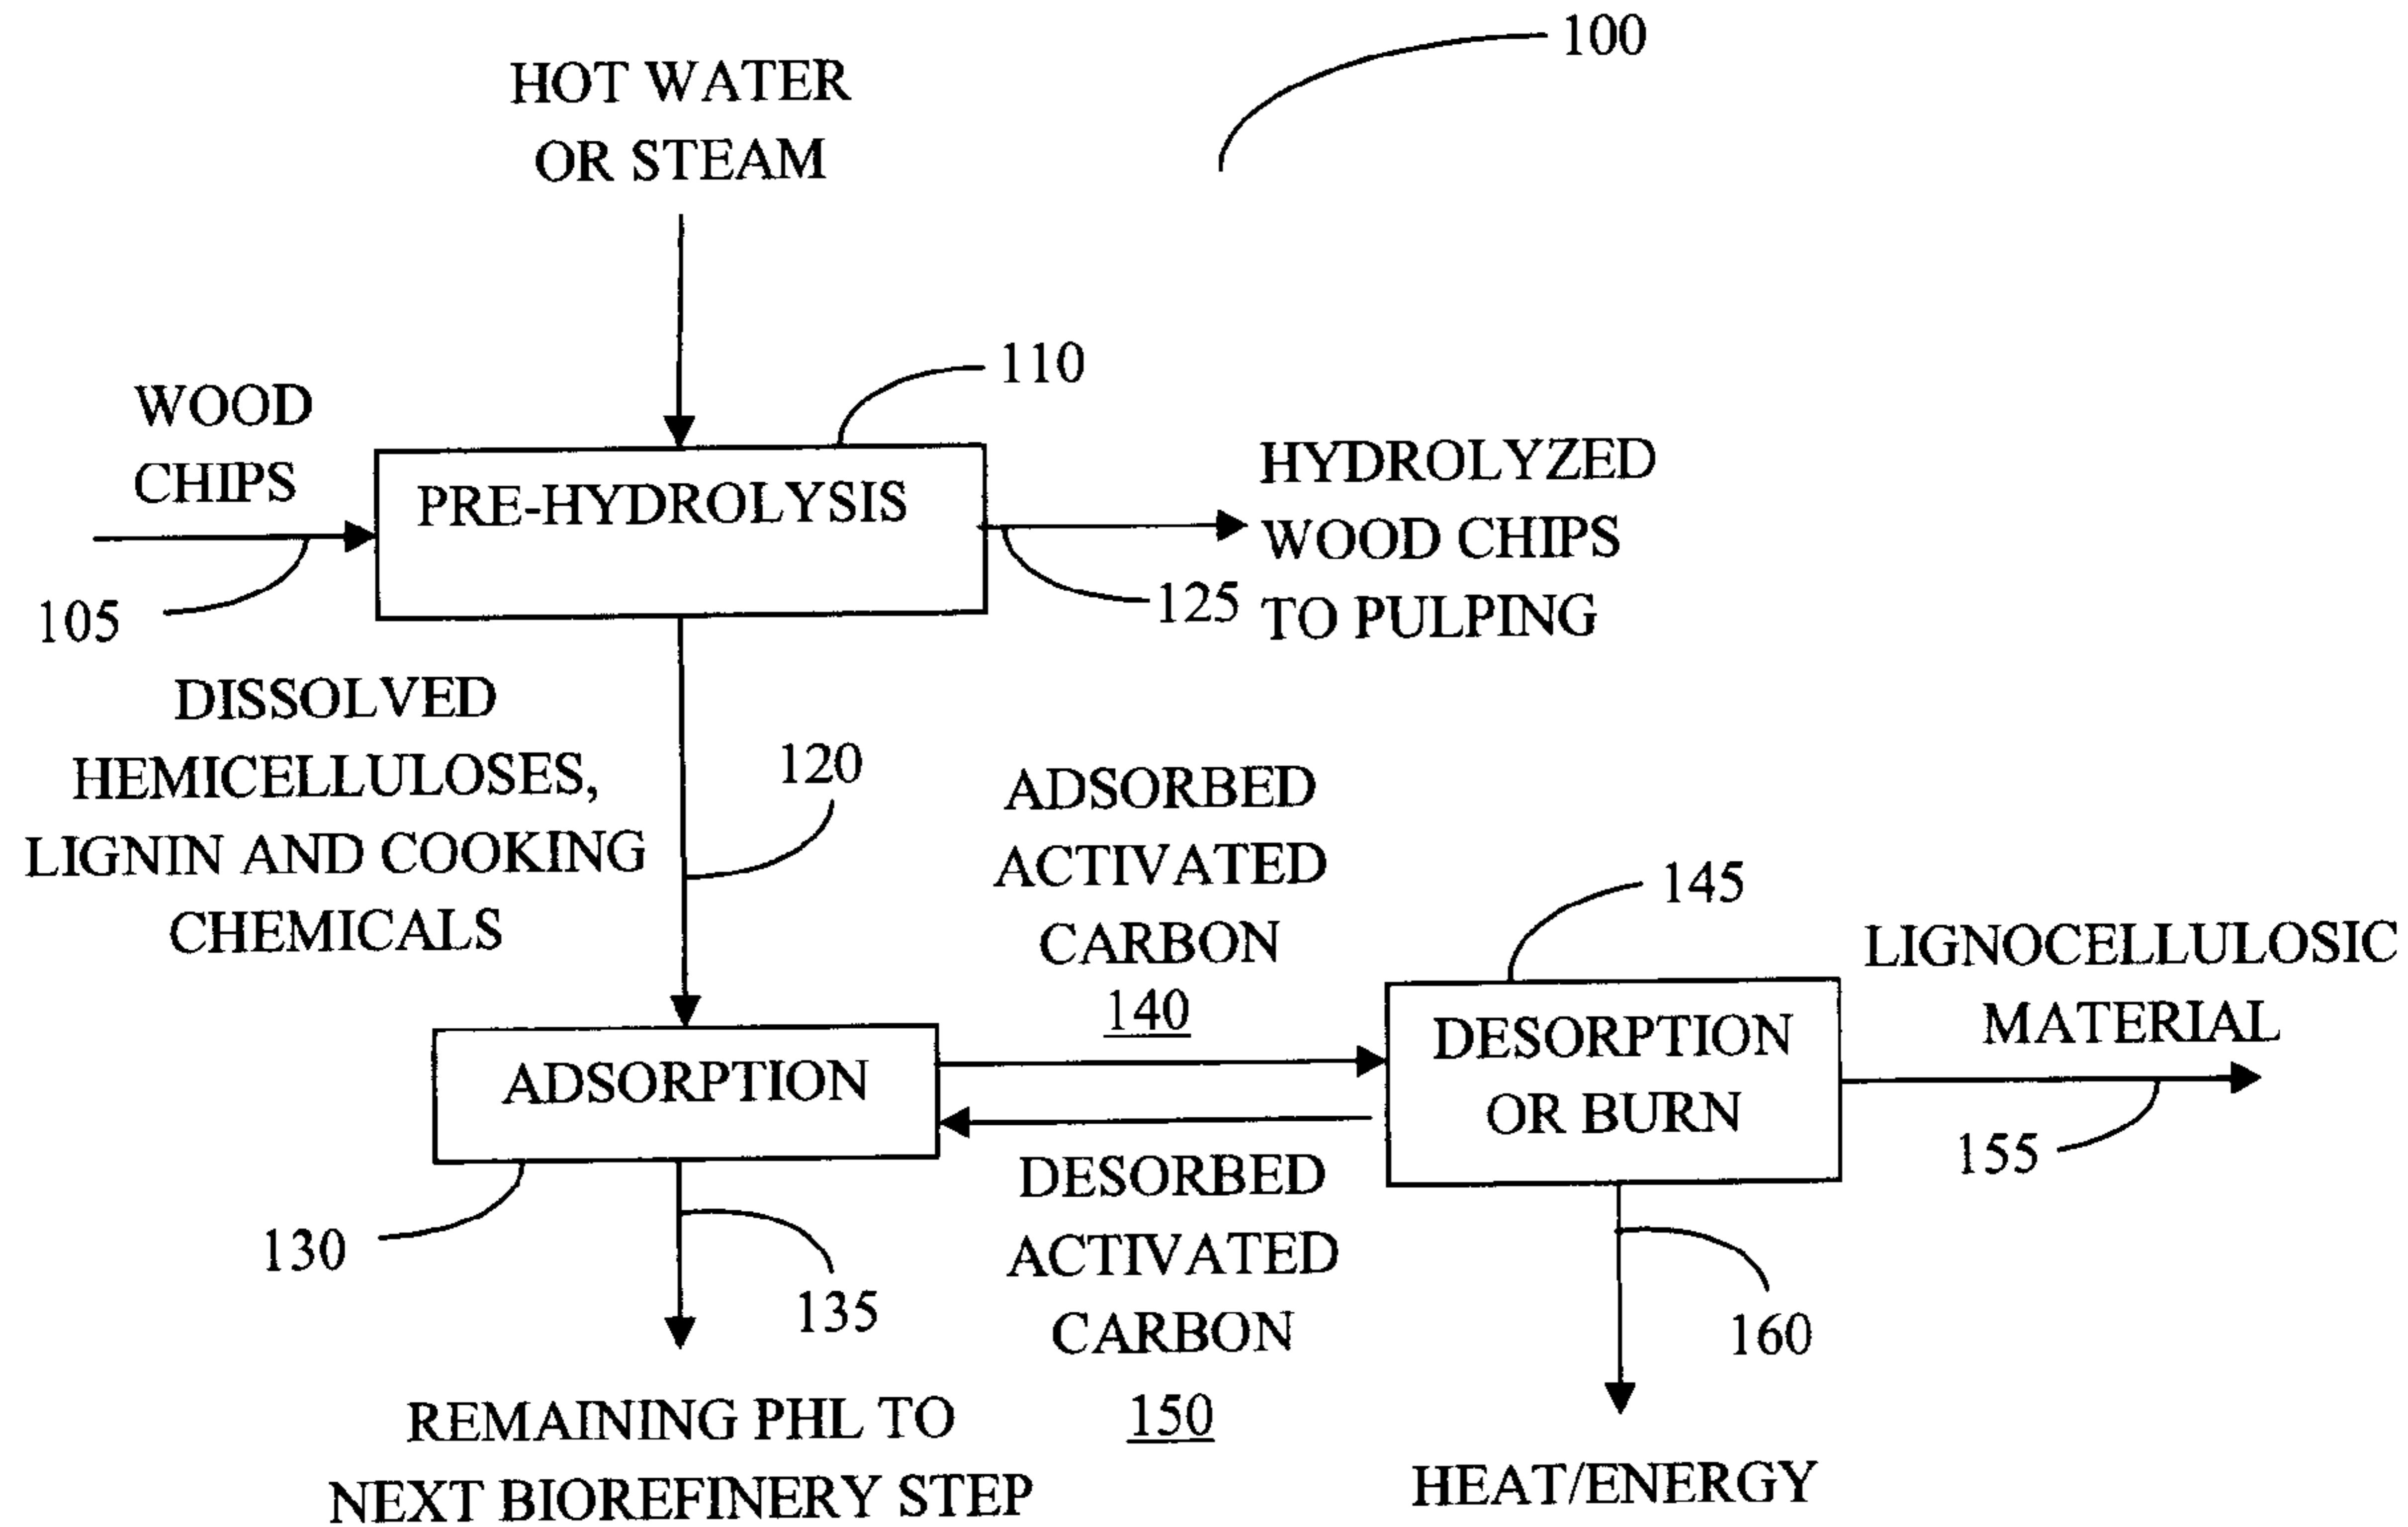 100
HOT WATER
OR STEAM
110
WOOD
CHIPS
PRE-HYDROLYSIS
HYDROLYZED
WOOD CHIPS
TO PULPING
105
125
DISSOLVED
HEMICELLULOSES,
LIGNIN AND COOKING
CHEMICALS
120
ADSORBED
ACTIVATED
CARBON
140
145
LIGNOCELLULOSIC
MATERIAL
ADSORPTION
DESORPTION
OR BURN
155
130
135
DESORBED
ACTIVATED
CARBON
150
160
REMAINING PHL TO
NEXT BIOREFINERY STEP
HEAT/ENERGY